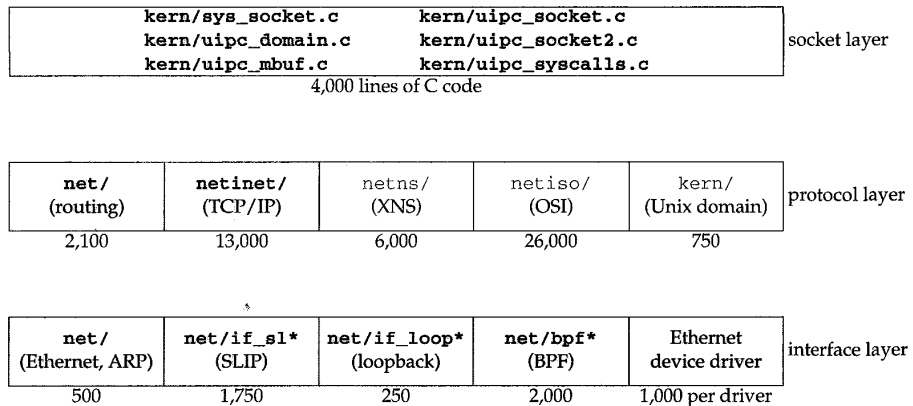 kern/sys_socket.c kern/uipc_socket.c
kern/uipc_domain.c kern/uipc_socket2.c
kern/uipc_mbuf.c kern/uipc_syscalls.c
socket layer
4,000 lines of C code
net/ netinet/ netns/ netiso/ kern/
(routing) (TCP/IP) (XNS) (OSI) (Unix domain)
protocol layer
2,100 13,000 6,000 26,000 750
net/ net/if_sl* net/if_loop* net/bpf* Ethernet
(Ethernet, ARP) (SLIP) (loopback) (BPF) device driver
interface layer
500 1,750 250 2,000 1,000 per driver